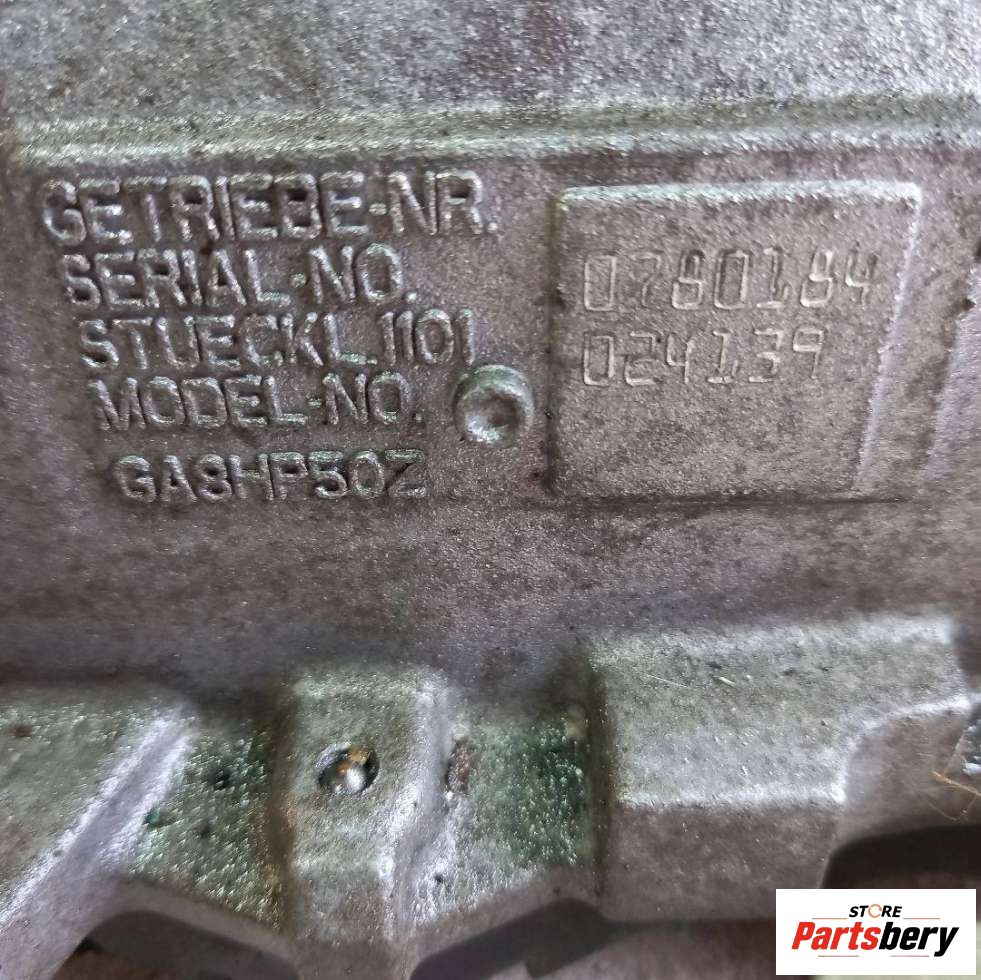 GETRIEBE-NR.
SERIAL-NO.
STUECKL.1101
MODEL-NO.
GA8HP50Z
0780184
024139
STORE
Partsbery